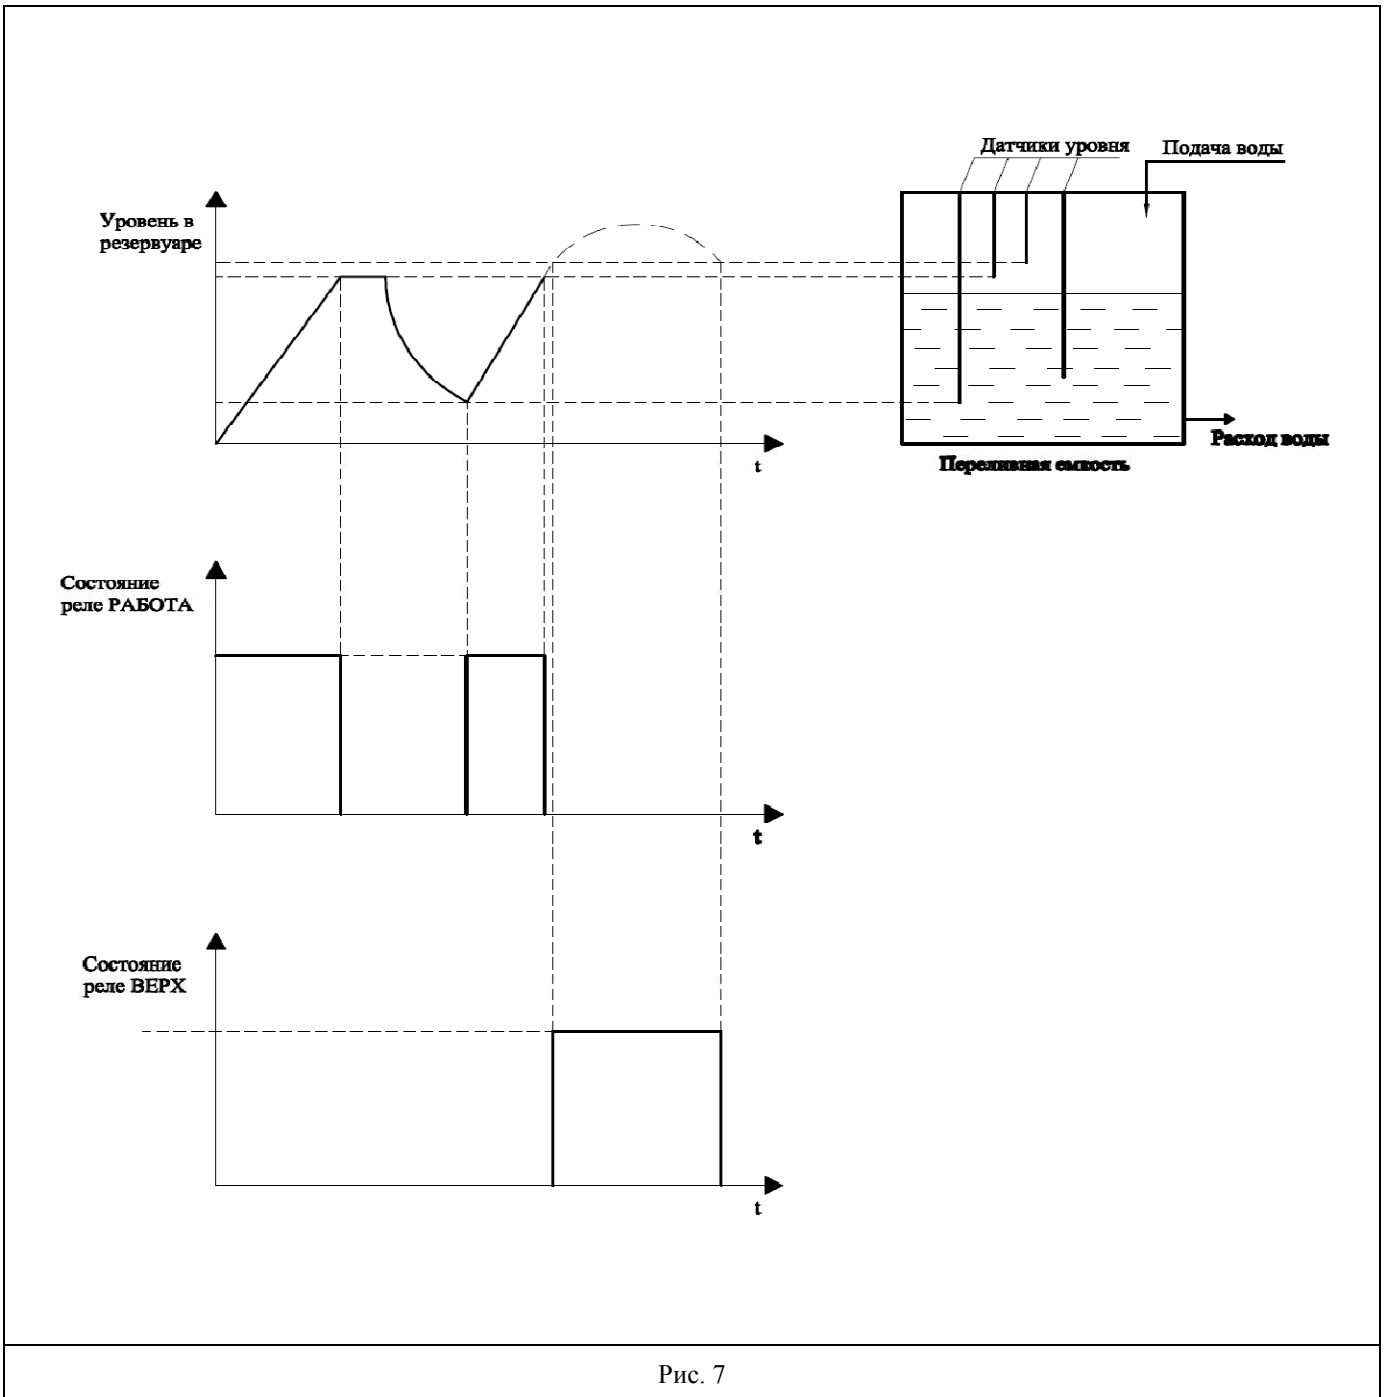 Датчики уровня
Подача воды
Уровень в
резервуаре
t
Расход воды
Переливная емкость
Состояние
реле РАБОТА
t
Состояние
реле ВЕРХ
t
Рис. 7